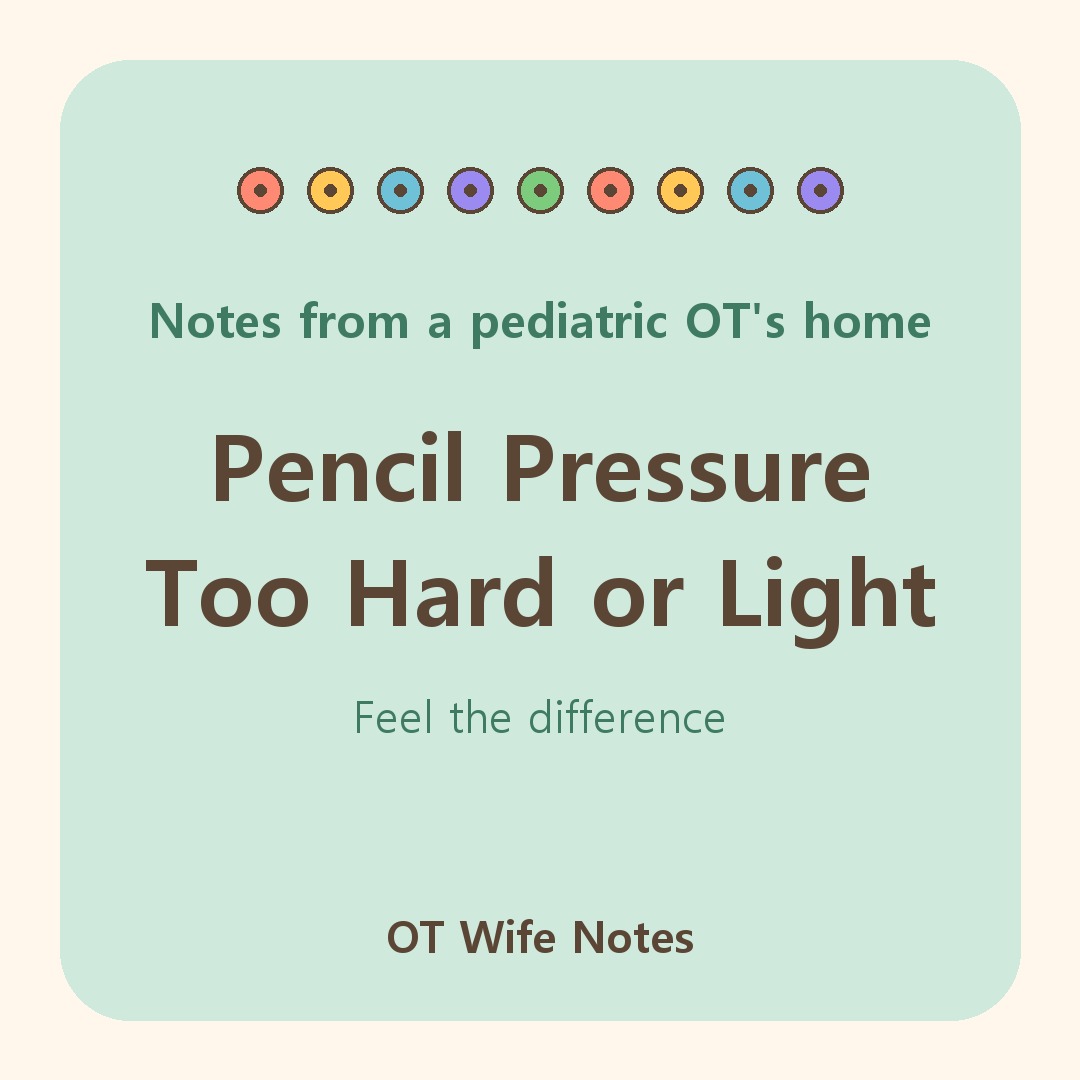 Notes from a pediatric OT's home
Pencil Pressure
Too Hard or Light
Feel the difference
OT Wife Notes